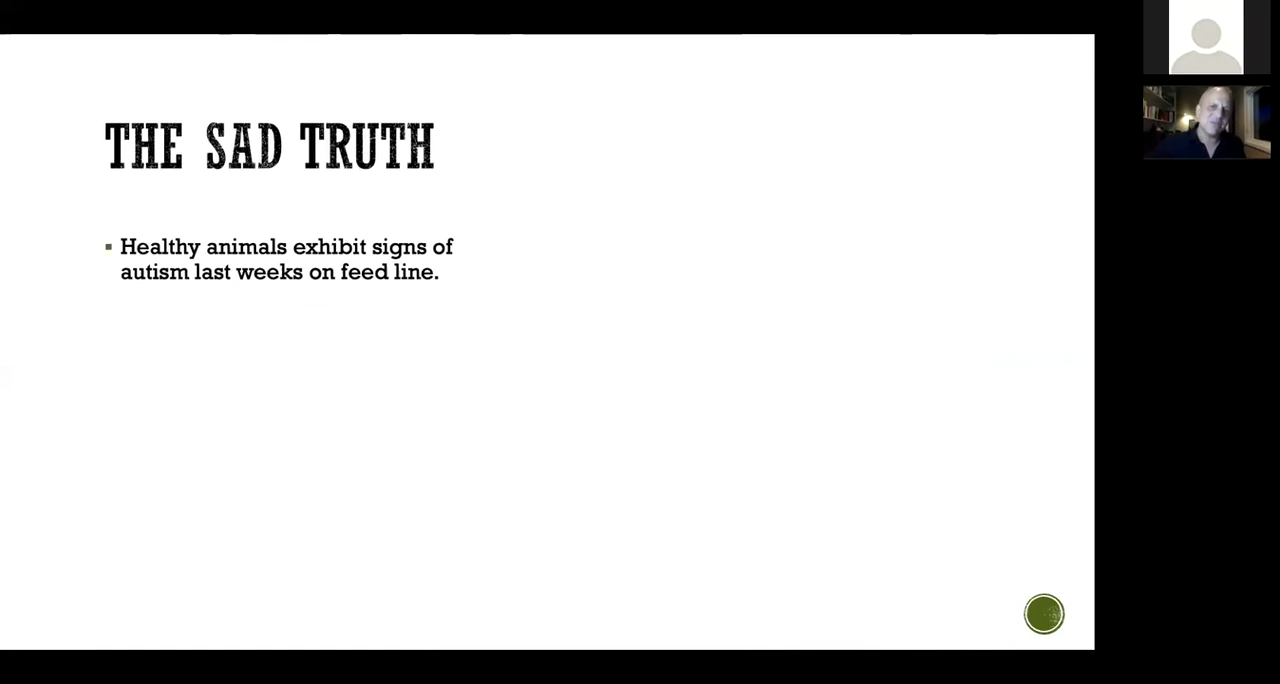 THE SAD TRUTH
Healthy animals exhibit signs of
autism last weeks on feed line.